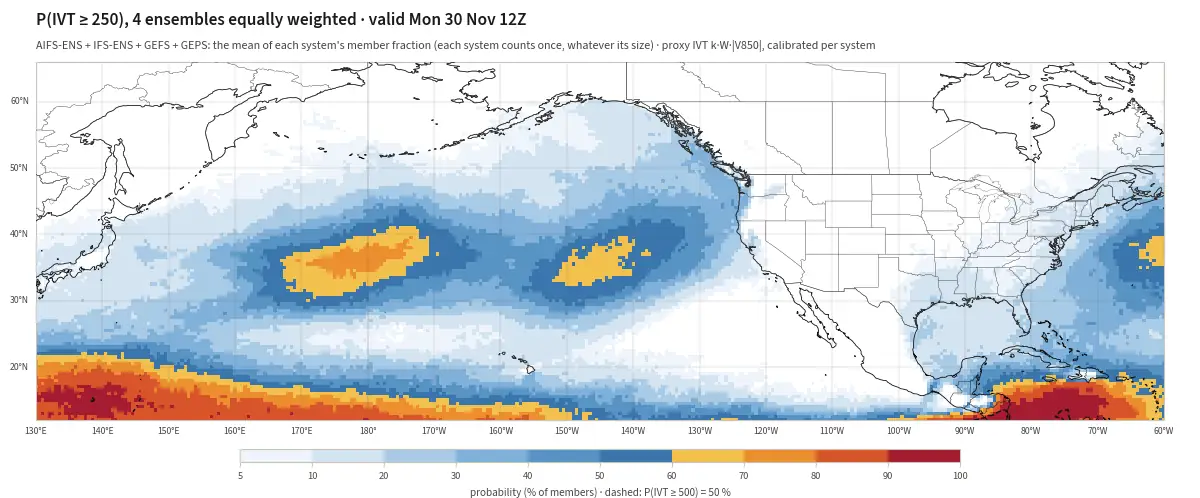 P(IVT ≥ 250), 4 ensembles equally weighted · valid Mon 30 Nov 12Z
AIFS-ENS + IFS-ENS + GEFS + GEPS: the mean of each system's member fraction (each system counts once, whatever its size) · proxy IVT k·W·|V850|, calibrated per system
60°N
50°N
40°N
30°N
20°N
130°E 140°E 150°E 160°E 170°E 180° 170°W 160°W 150°W 140°W 130°W 120°W 110°W 100°W 90°W 80°W 70°W 60°W
5 10 20 30 40 50 60 70 80 90 100
probability (% of members) · dashed: P(IVT ≥ 500) = 50 %